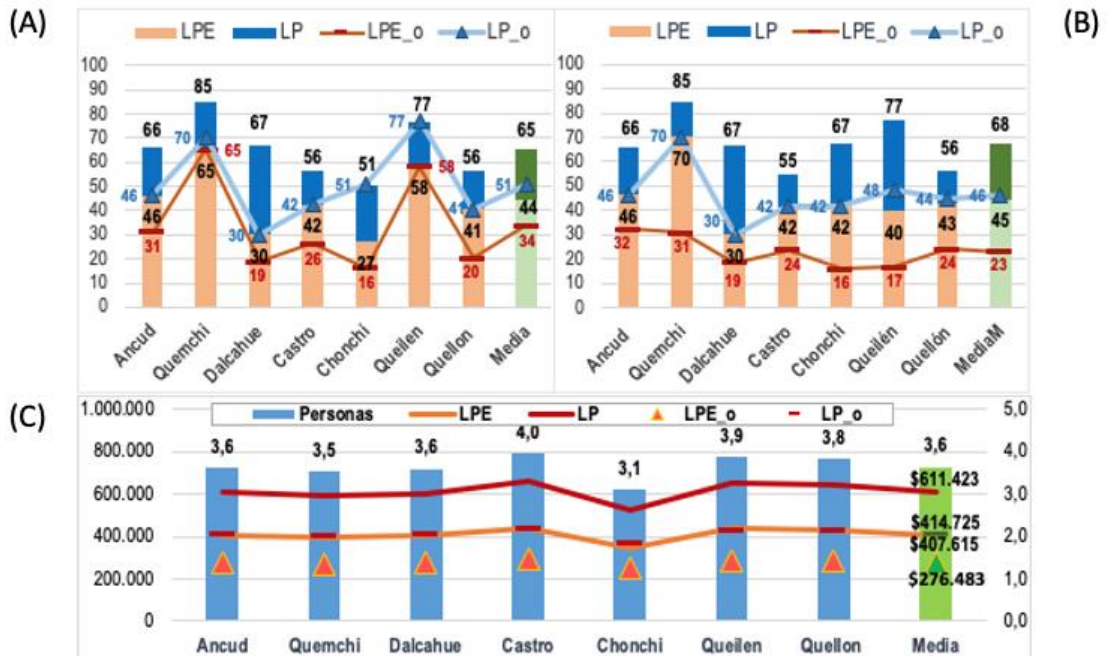 (A)
(B)
LPE LP LPE_o LP_o
LPE LP LPE_o LP_o
100
90
80
70
60
50
40
30
20
10
0
66 85 67 56 51 77 56 65
46 70 30 42 51 77 41 51
46 65 30 42 27 58 41 44
31 65 19 26 16 58 20 34
Ancud Quemchi Dalcahue Castro Chonchi Queilen Quellon Media
100
90
80
70
60
50
40
30
20
10
0
66 85 67 55 67 77 56 68
46 70 30 42 42 48 44 46
46 70 30 42 42 40 43 45
32 31 19 24 16 17 24 23
Ancud Quemchi Dalcahue Castro Chonchi Queilén Quellón MediaM
(C)
Personas LPE LP LPE_o LP_o
1.000.000
800.000
600.000
400.000
200.000
0
5,0
4,0
3,0
2,0
1,0
0,0
3,6 3,5 3,6 4,0 3,1 3,9 3,8 3,6
$611.423
$414.725
$407.615
$276.483
Ancud Quemchi Dalcahue Castro Chonchi Queilen Quellon Media